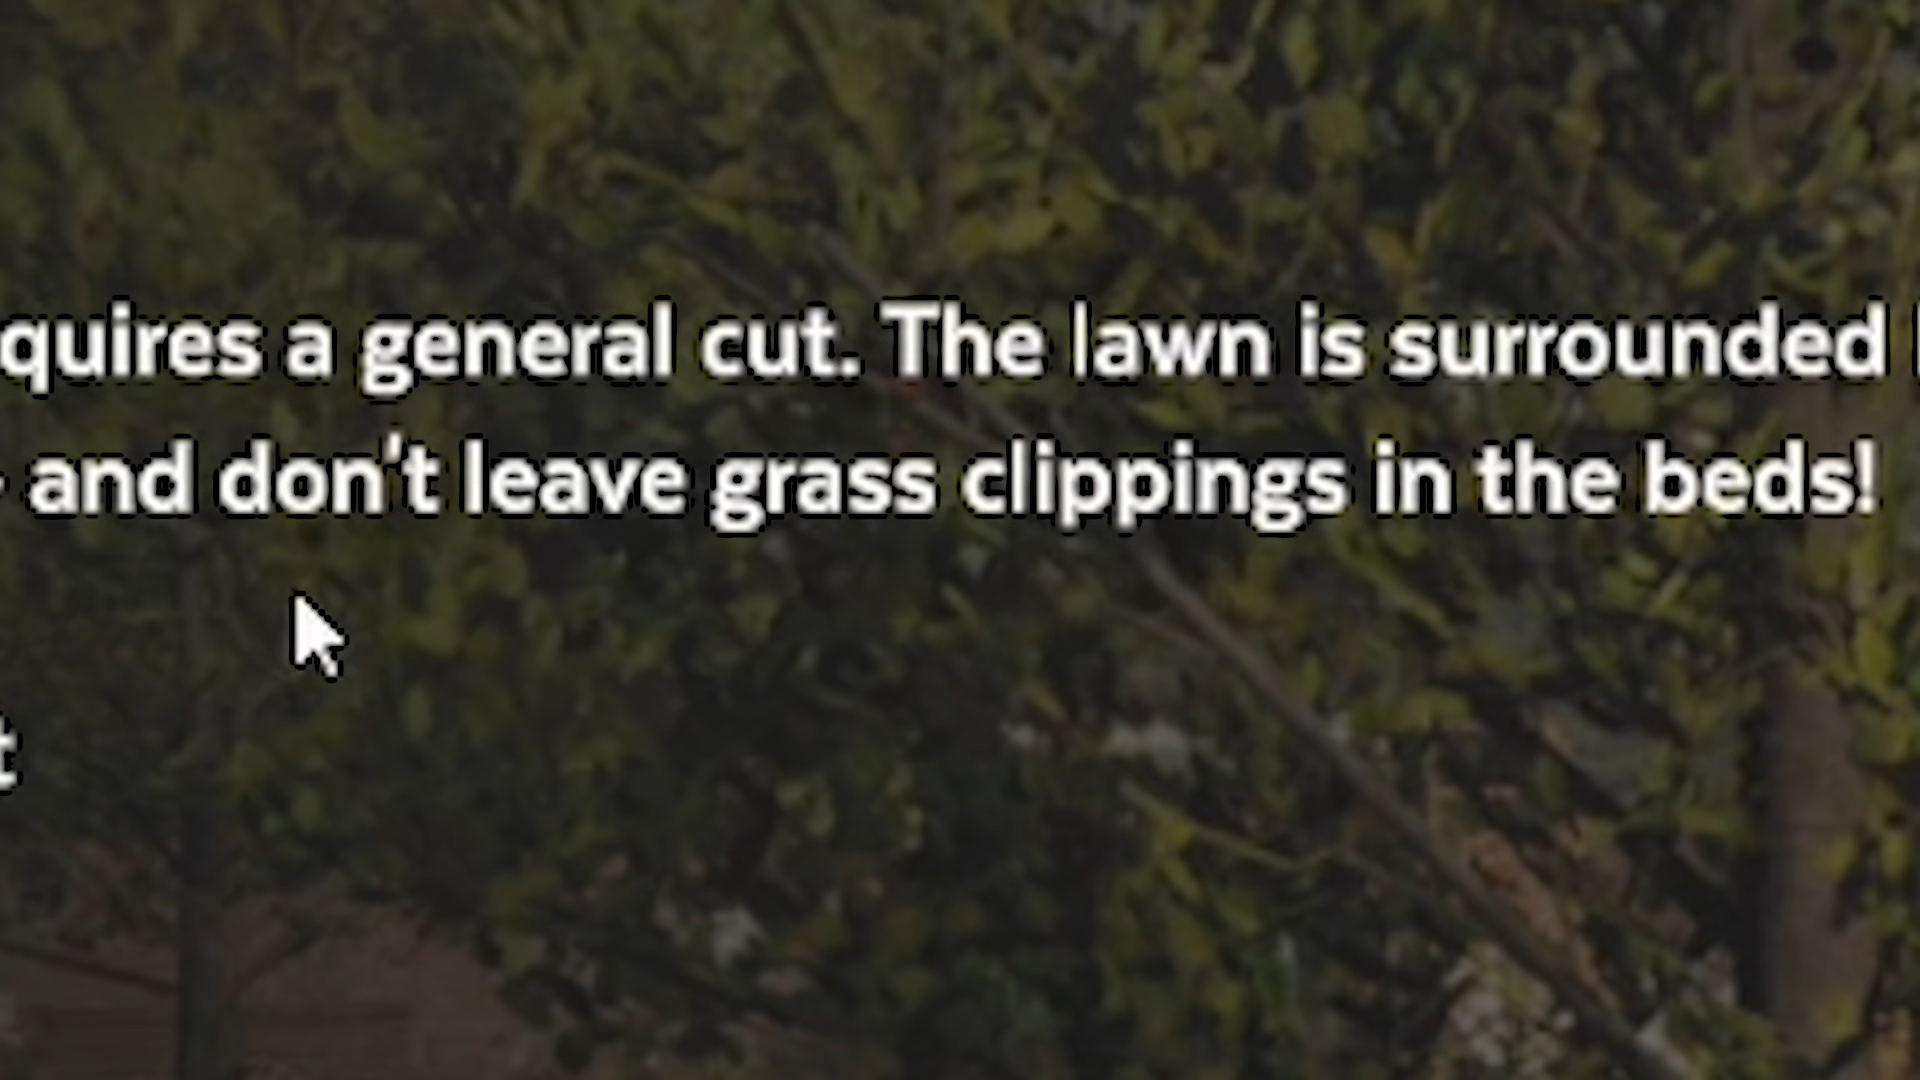 quires a general cut. The lawn is surrounded
and don't leave grass clippings in the beds!
t